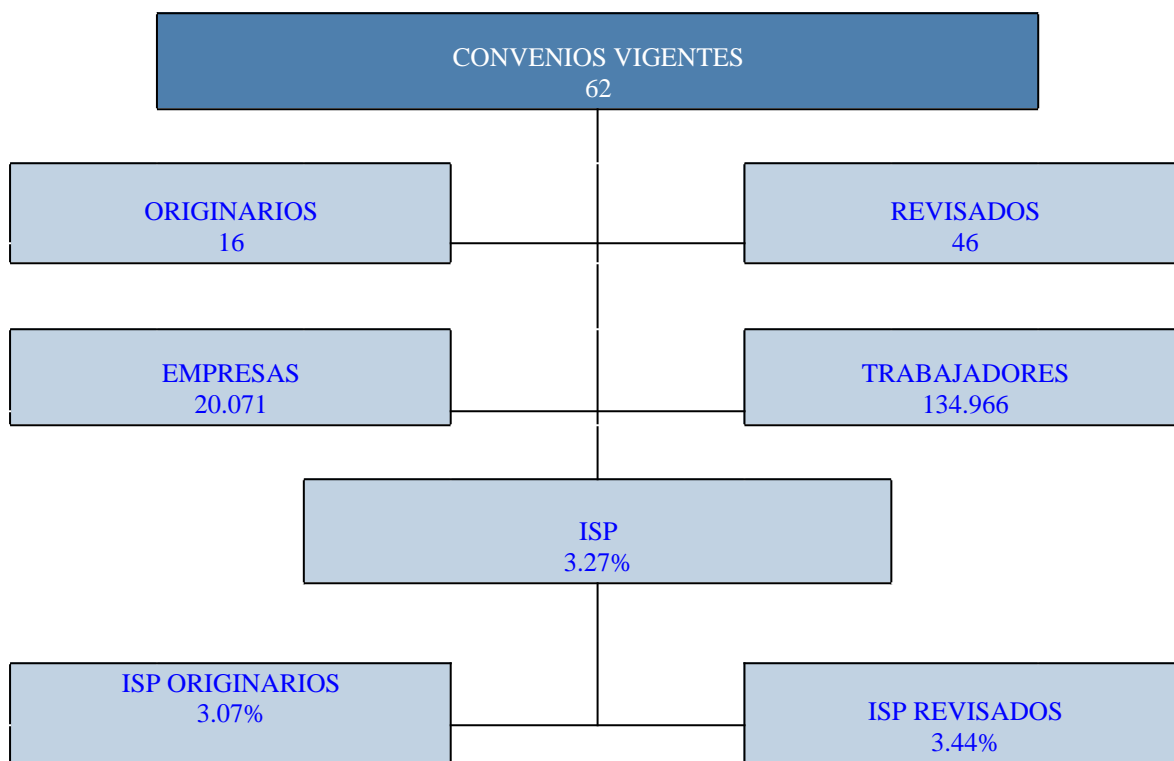 CONVENIOS VIGENTES
62
ORIGINARIOS
16
REVISADOS
46
EMPRESAS
20.071
TRABAJADORES
134.966
ISP
3.27%
ISP ORIGINARIOS
3.07%
ISP REVISADOS
3.44%